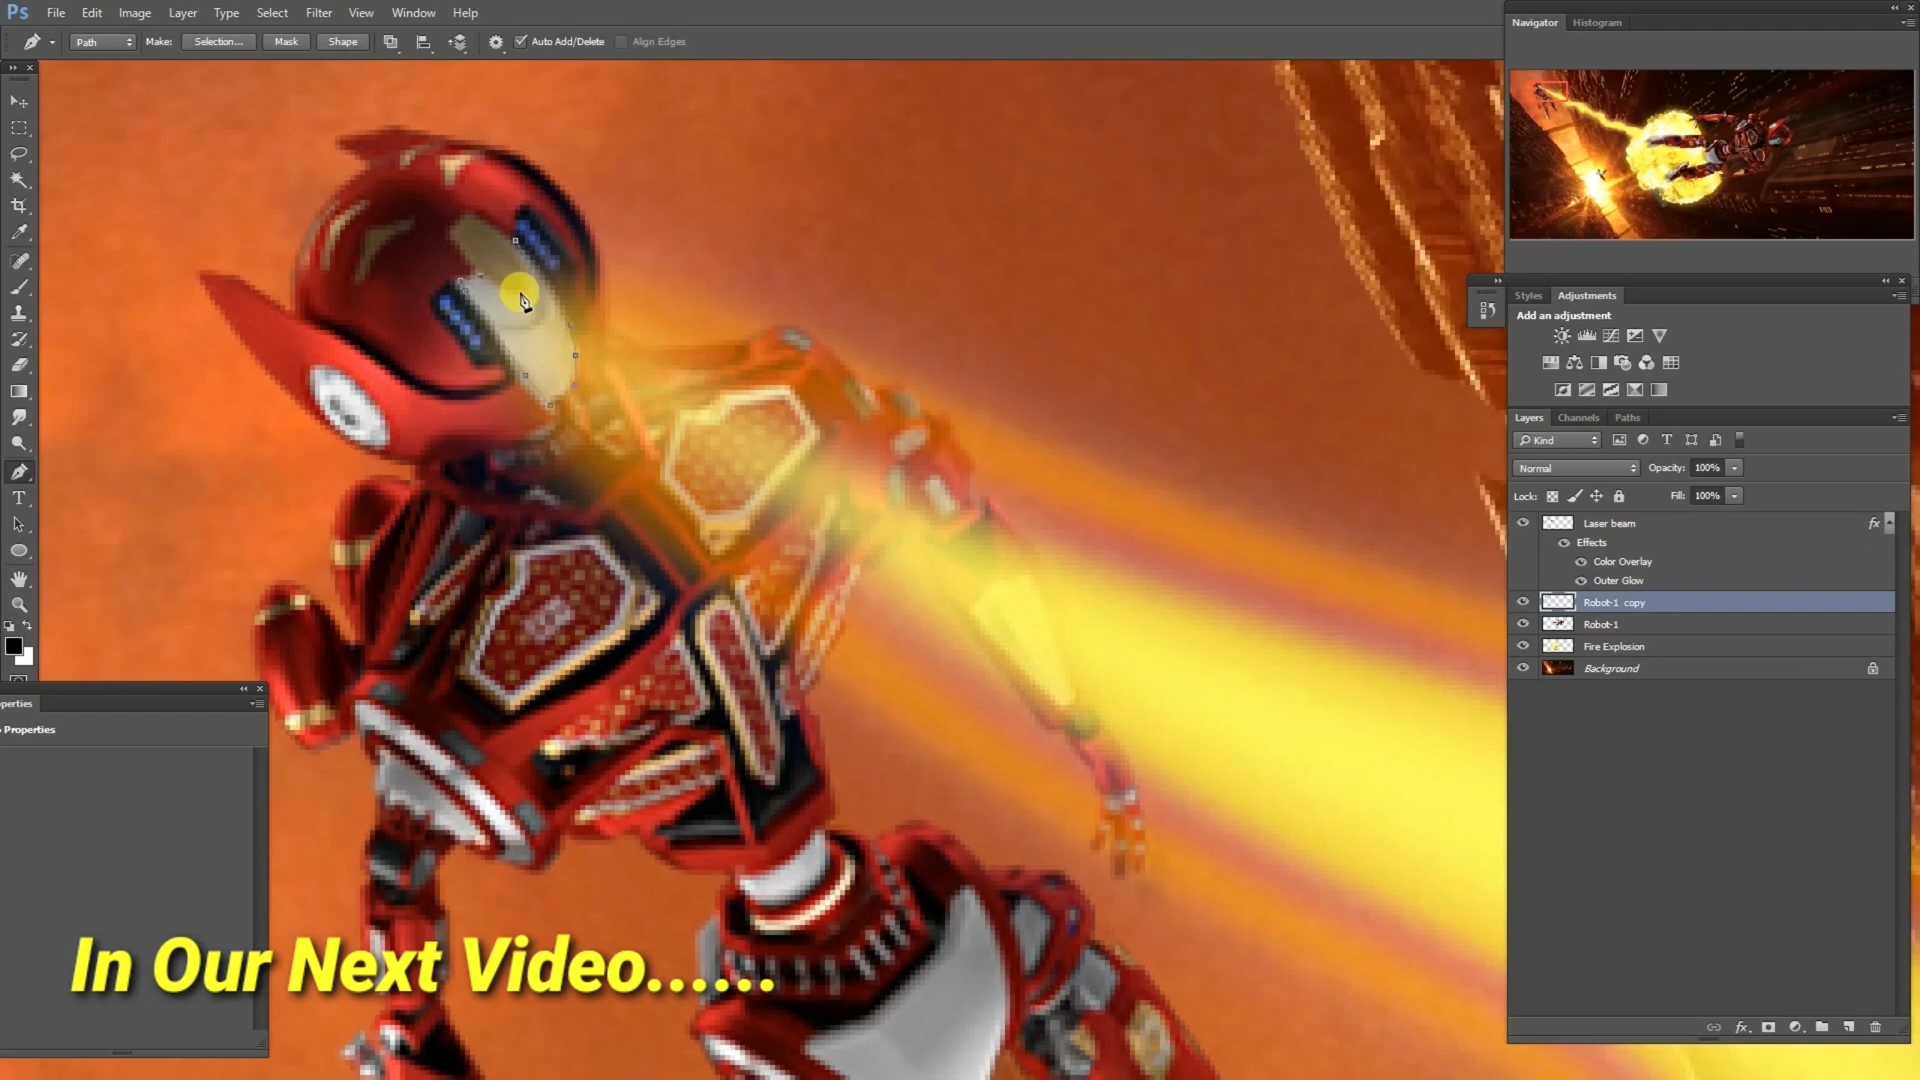 Ps File Edit Image Layer Type Select Filter View Window Help
Path Make: Selection... Mask Shape Auto Add/Delete Align Edges
Navigator Histogram
Styles Adjustments
Add an adjustment
Layers Channels Paths
Kind T
Normal Opacity: 100%
Lock: Fill: 100%
Laser beam fx
Effects
Color Overlay
Outer Glow
Robot-1 copy
Robot-1
Fire Explosion
Background
fx
T
operties
Properties
In Our Next Video......